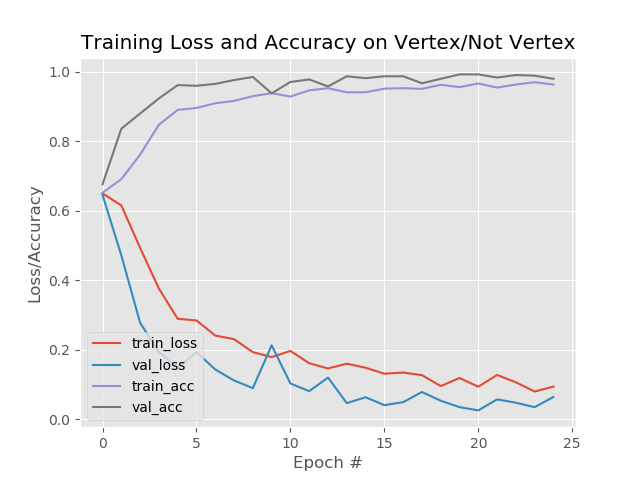 Training Loss and Accuracy on Vertex/Not Vertex
1.0
0.8
0.6
0.4
0.2
0.0
Loss/Accuracy
train_loss
val_loss
train_acc
val_acc
0 5 10 15 20 25
Epoch #